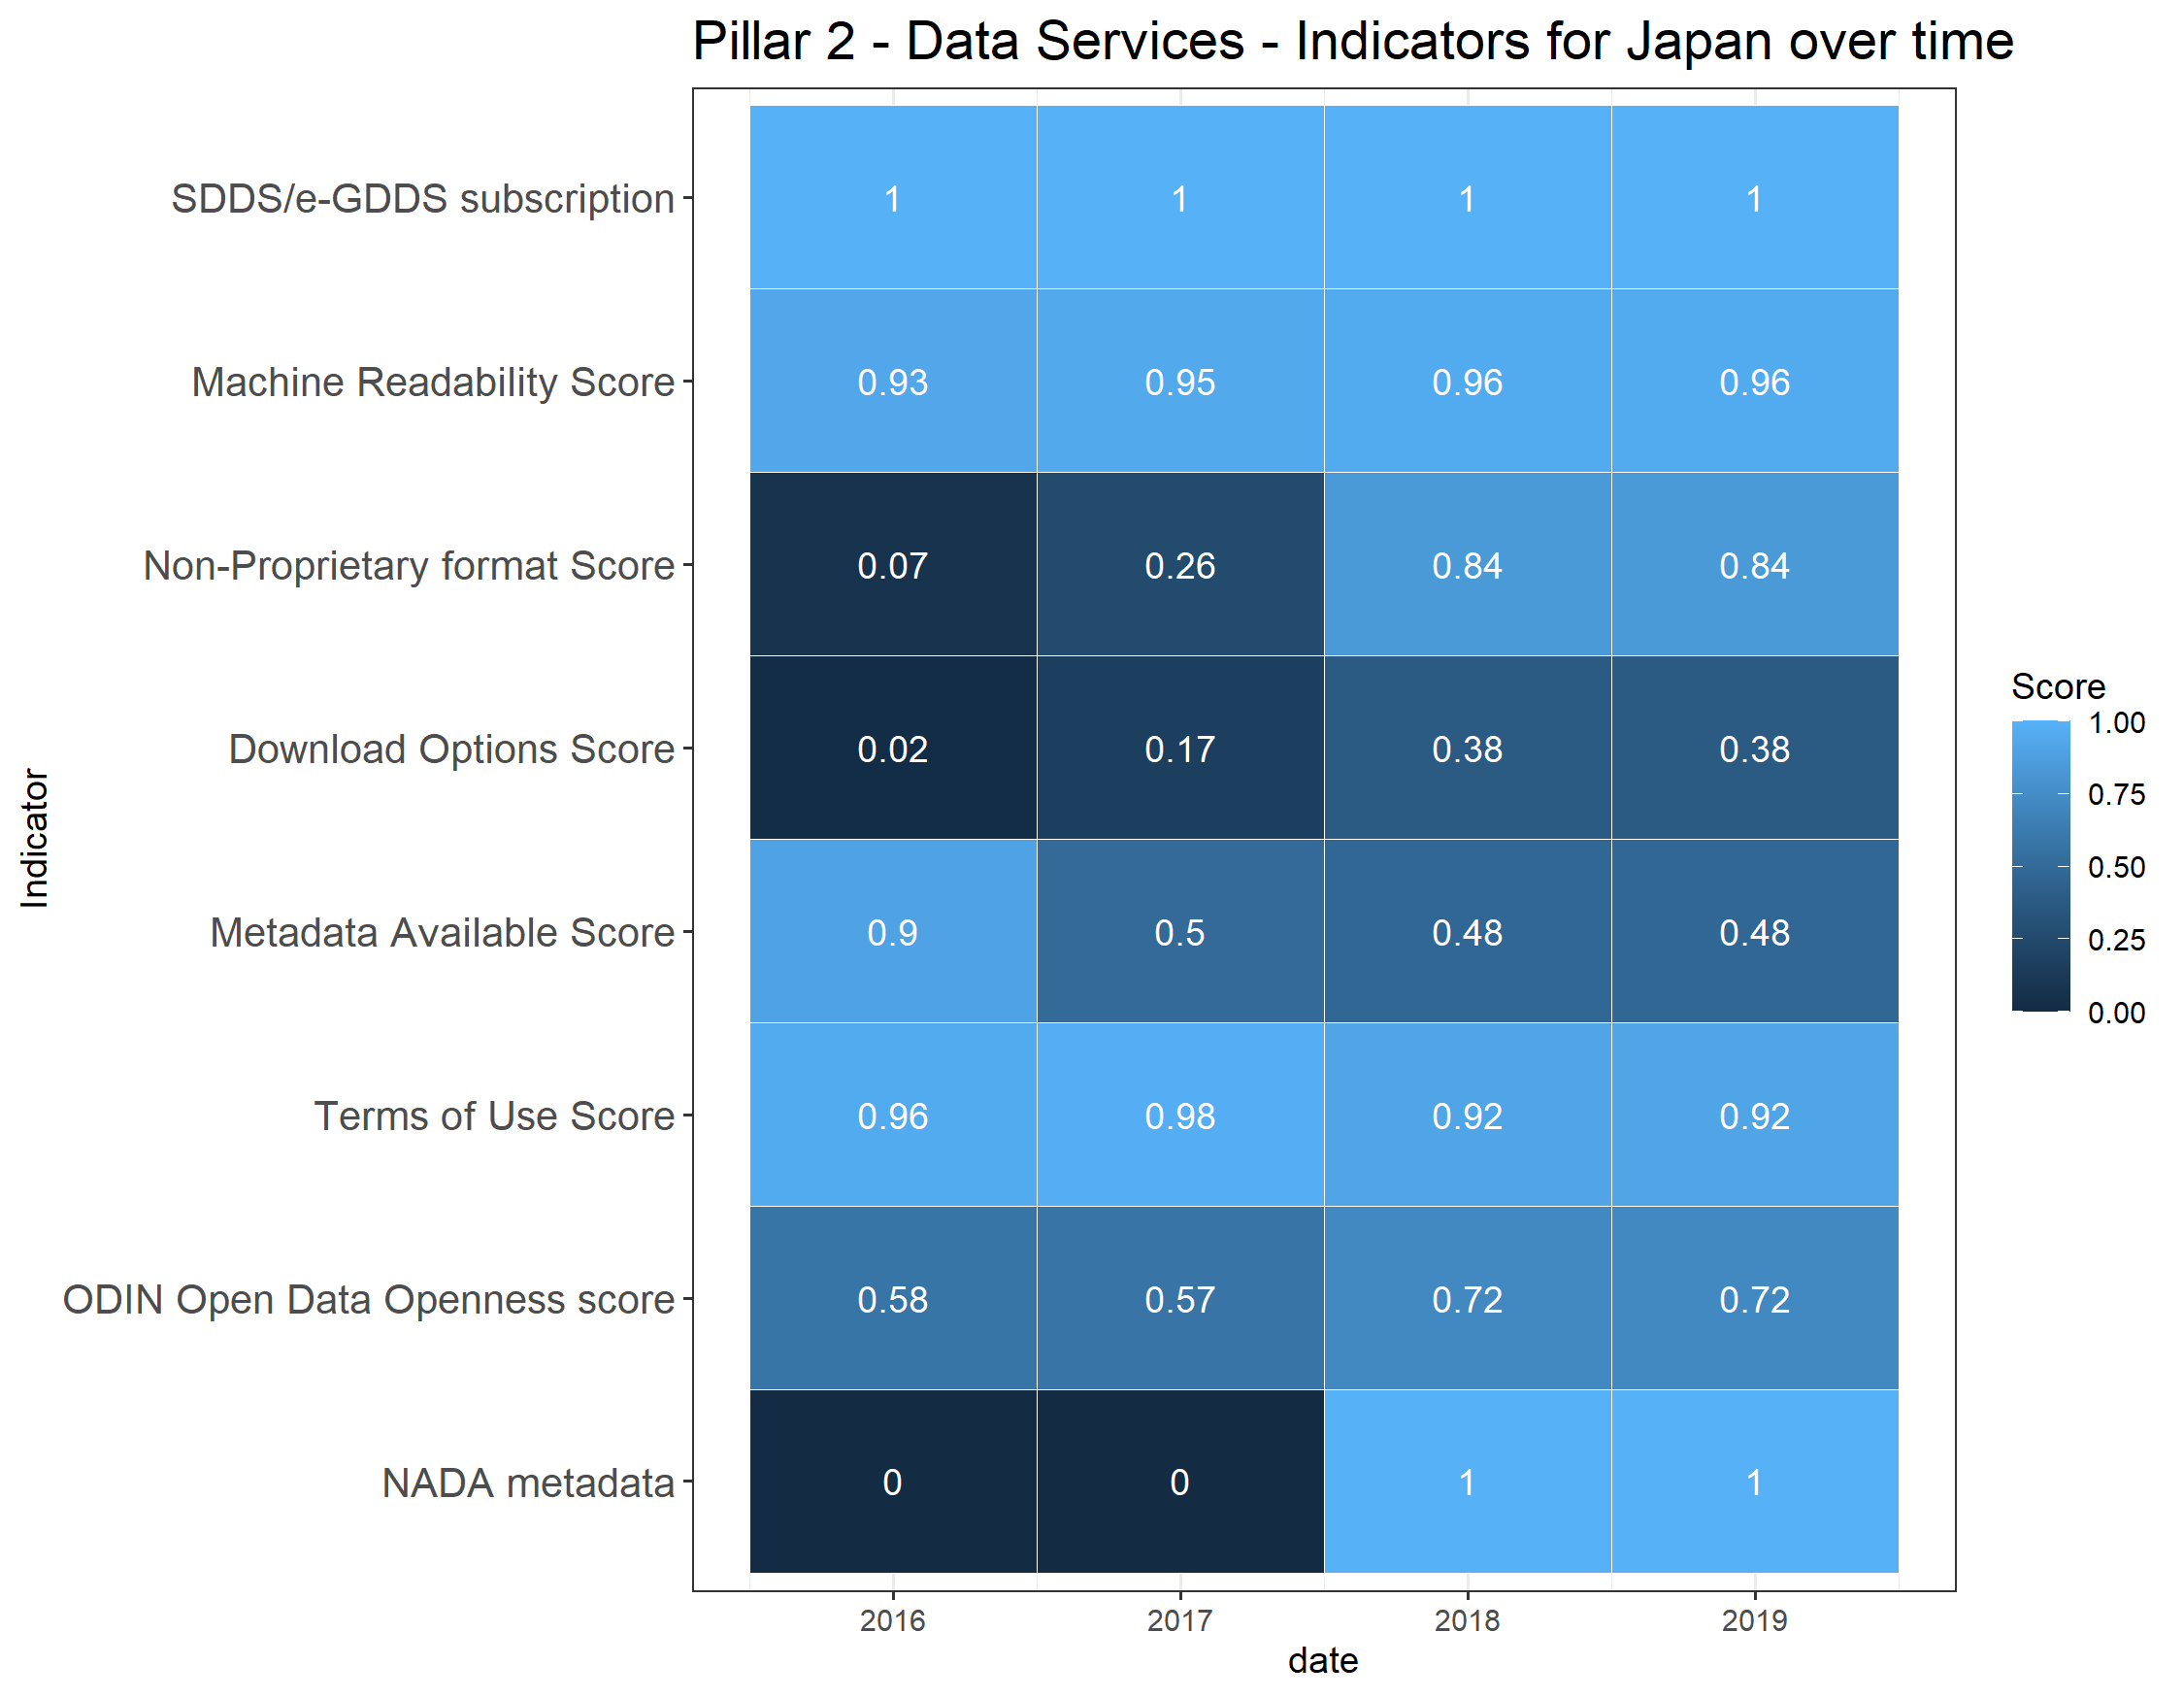 Pillar 2 - Data Services - Indicators for Japan over time
SDDS/e-GDDS subscription 1 1 1 1
Machine Readability Score 0.93 0.95 0.96 0.96
Non-Proprietary format Score 0.07 0.26 0.84 0.84
Download Options Score 0.02 0.17 0.38 0.38
Metadata Available Score 0.9 0.5 0.48 0.48
Terms of Use Score 0.96 0.98 0.92 0.92
ODIN Open Data Openness score 0.58 0.57 0.72 0.72
NADA metadata 0 0 1 1
2016 2017 2018 2019
date
Indicator
Score
1.00
0.75
0.50
0.25
0.00